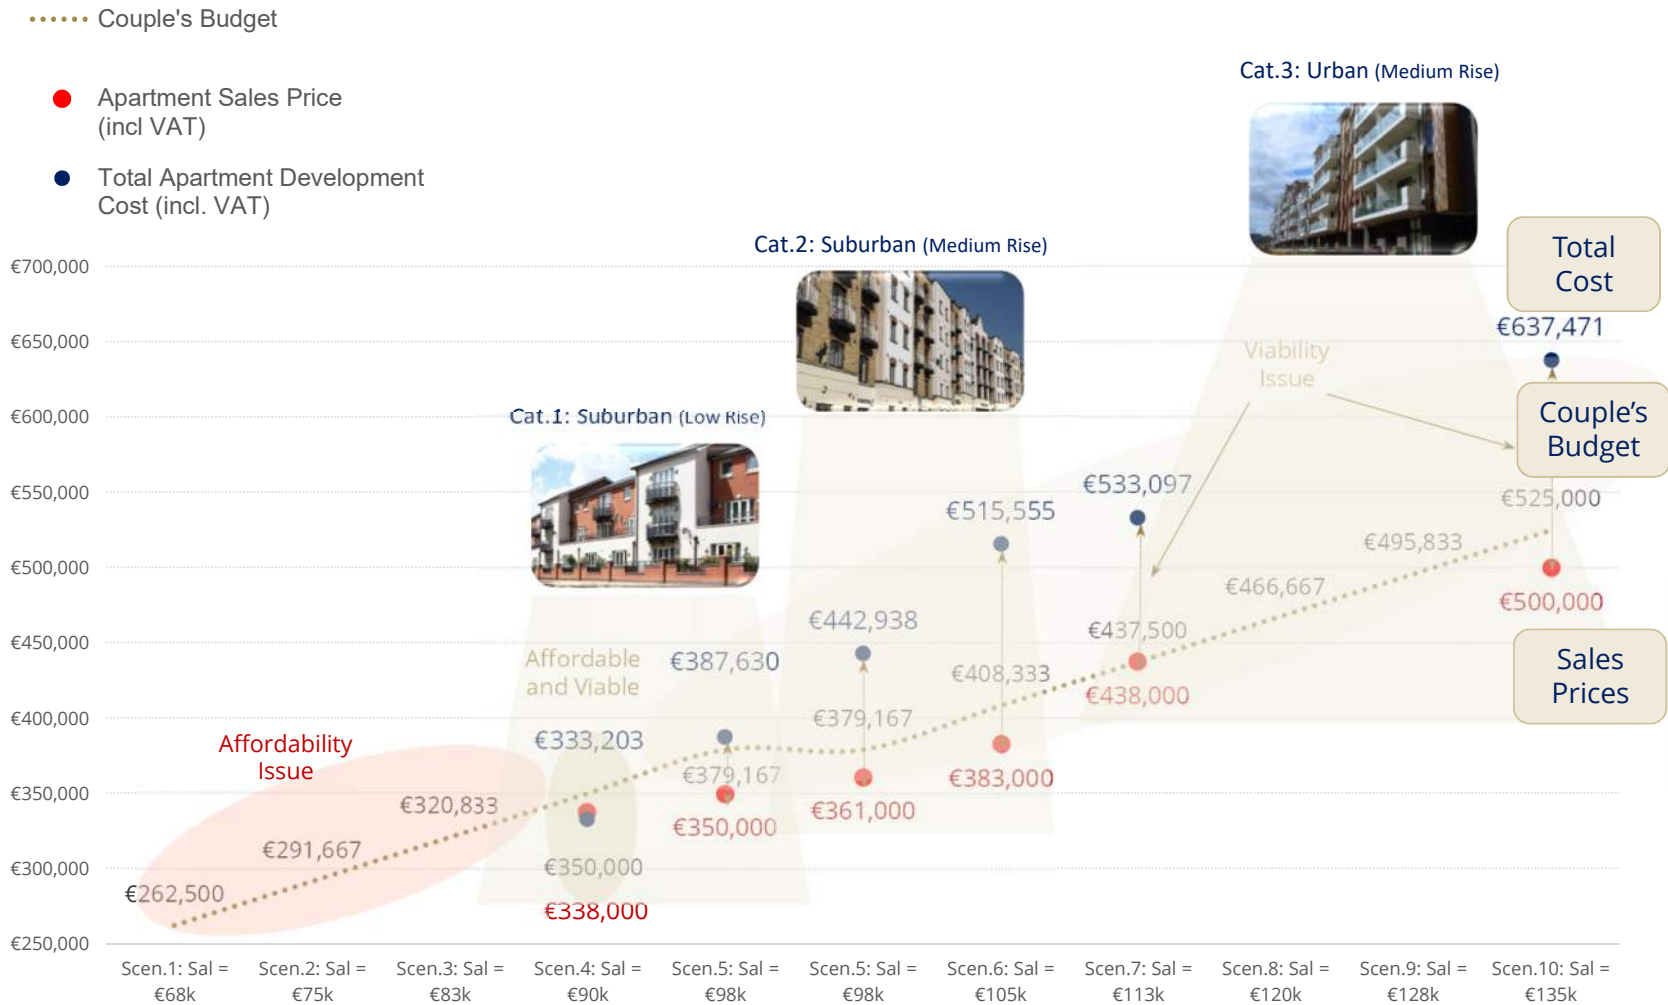 Couple's Budget
Apartment Sales Price
(incl VAT)
Total Apartment Development
Cost (incl. VAT)
Cat.3: Urban (Medium Rise)
Cat.2: Suburban (Medium Rise)
Cat.1: Suburban (Low Rise)
Total
Cost
Couple’s
Budget
Sales
Prices
Viability
Issue
Affordable
and Viable
Affordability
Issue
€700,000
€650,000
€600,000
€550,000
€500,000
€450,000
€400,000
€350,000
€300,000
€250,000
€637,471
€533,097
€515,555
€442,938
€387,630
€333,203
€525,000
€495,833
€466,667
€437,500
€408,333
€379,167
€379,167
€350,000
€320,833
€291,667
€262,500
€500,000
€438,000
€383,000
€361,000
€350,000
€338,000
Scen.1: Sal =
€68k
Scen.2: Sal =
€75k
Scen.3: Sal =
€83k
Scen.4: Sal =
€90k
Scen.5: Sal =
€98k
Scen.5: Sal =
€98k
Scen.6: Sal =
€105k
Scen.7: Sal =
€113k
Scen.8: Sal =
€120k
Scen.9: Sal =
€128k
Scen.10: Sal =
€135k